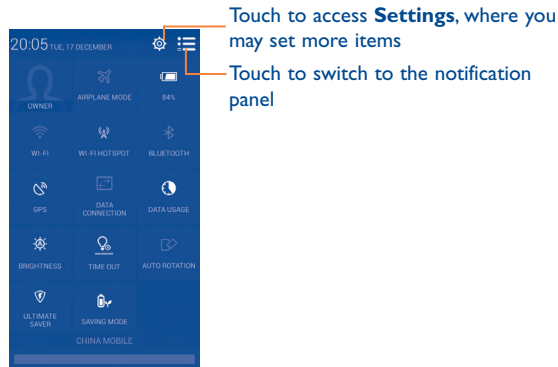 Touch to access Settings, where you
may set more items
Touch to switch to the notification
panel
20:05 TUE, 17 DECEMBER
OWNER
AIRPLANE MODE
84%
WI-FI
WI-FI HOTSPOT
BLUETOOTH
GPS
DATA
CONNECTION
DATA USAGE
BRIGHTNESS
TIME OUT
AUTO ROTATION
ULTIMATE
SAVER
SAVING MODE
CHINA MOBILE